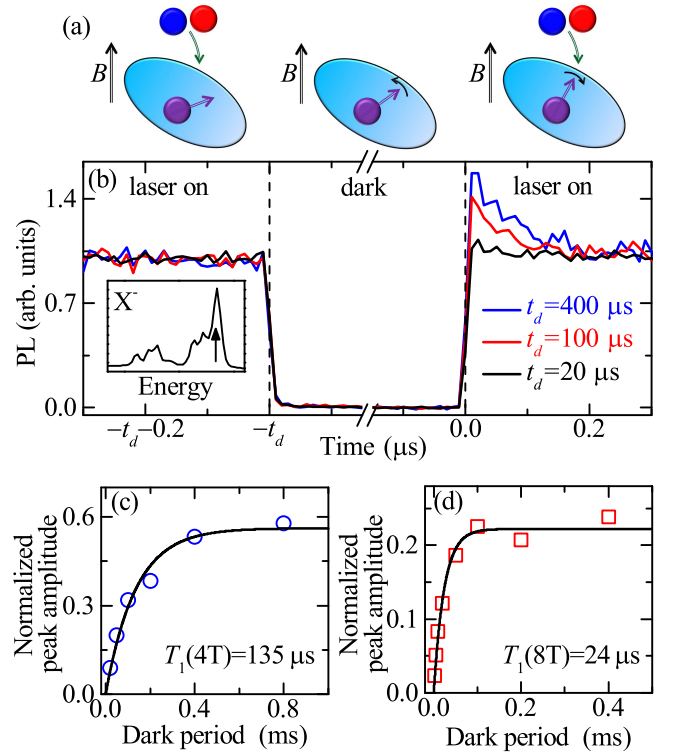 (a)
B
B
B
(b)
laser on
dark
laser on
PL (arb. units)
1.4
0.7
0.0
X⁻
Energy
t_d=400 µs
t_d=100 µs
t_d=20 µs
−t_d−0.2
−t_d
0.0
0.2
Time (µs)
(c)
Normalized
peak amplitude
0.6
0.3
0.0
T₁(4T)=135 µs
0.0
0.4
0.8
Dark period (ms)
(d)
Normalized
peak amplitude
0.2
0.1
0.0
T₁(8T)=24 µs
0.0
0.2
0.4
Dark period (ms)